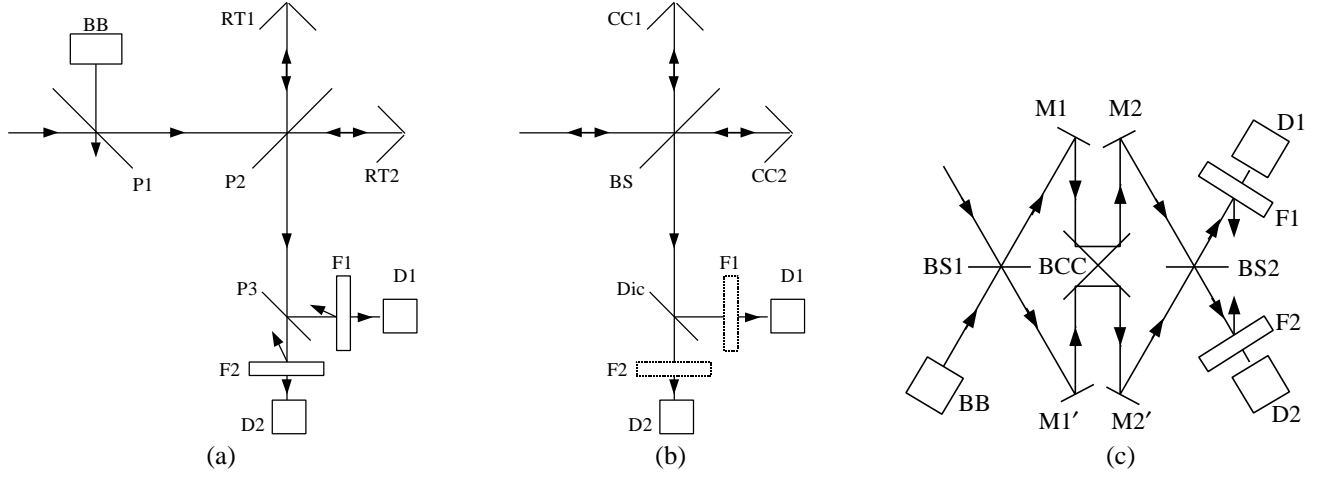 BB
RT1
P1
P2
RT2
P3
F1
D1
F2
D2
(a)
CC1
BS
CC2
Dic
F1
D1
F2
D2
(b)
M1
M2
D1
F1
BS1
BCC
BS2
F2
BB
M1′
M2′
D2
(c)